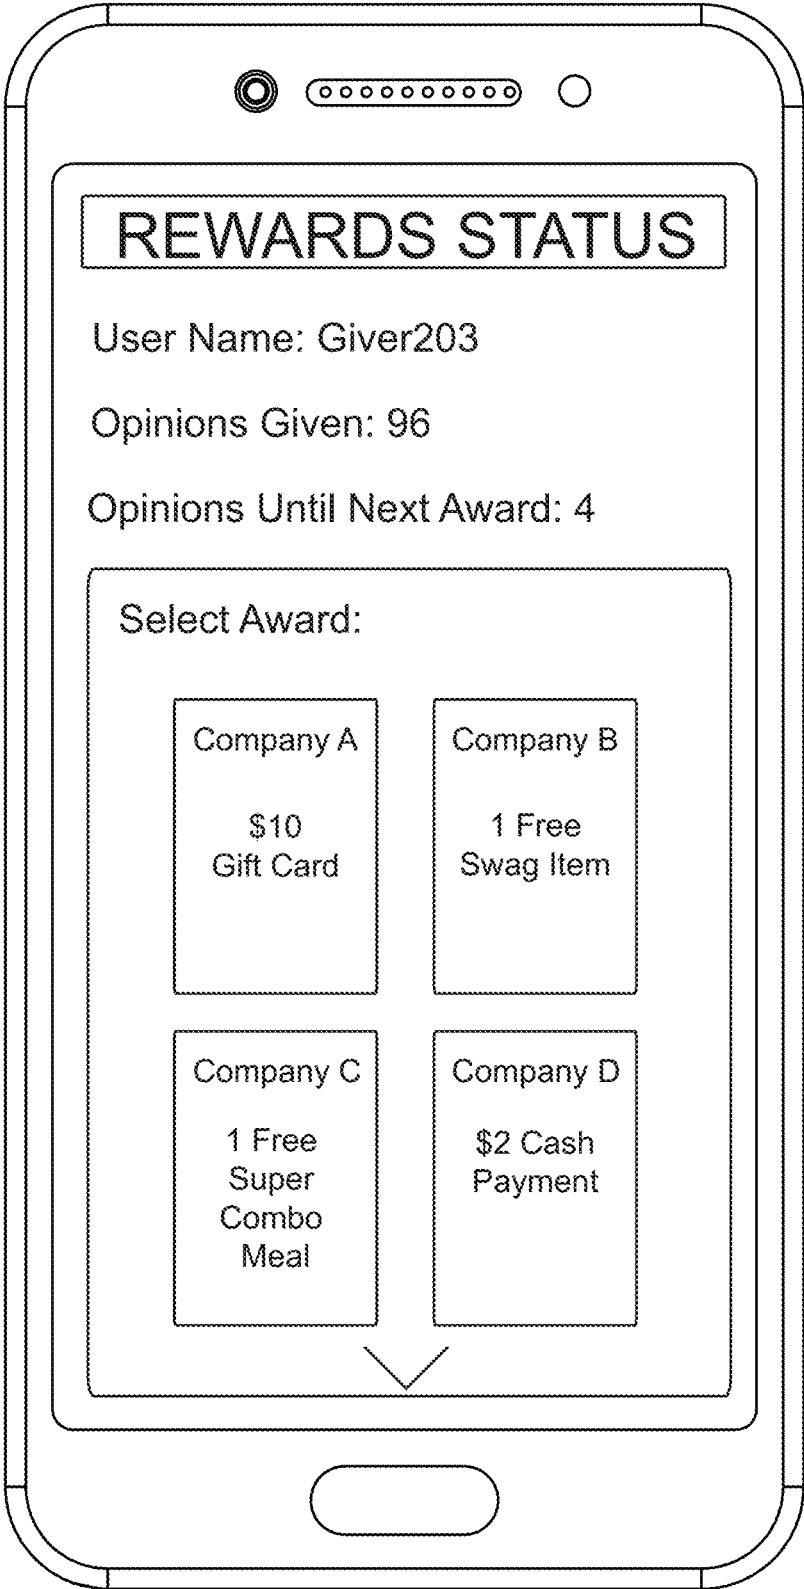 REWARDS STATUS
User Name: Giver203
Opinions Given: 96
Opinions Until Next Award: 4
Select Award:
Company A
$10
Gift Card
Company B
1 Free
Swag Item
Company C
1 Free
Super
Combo
Meal
Company D
$2 Cash
Payment